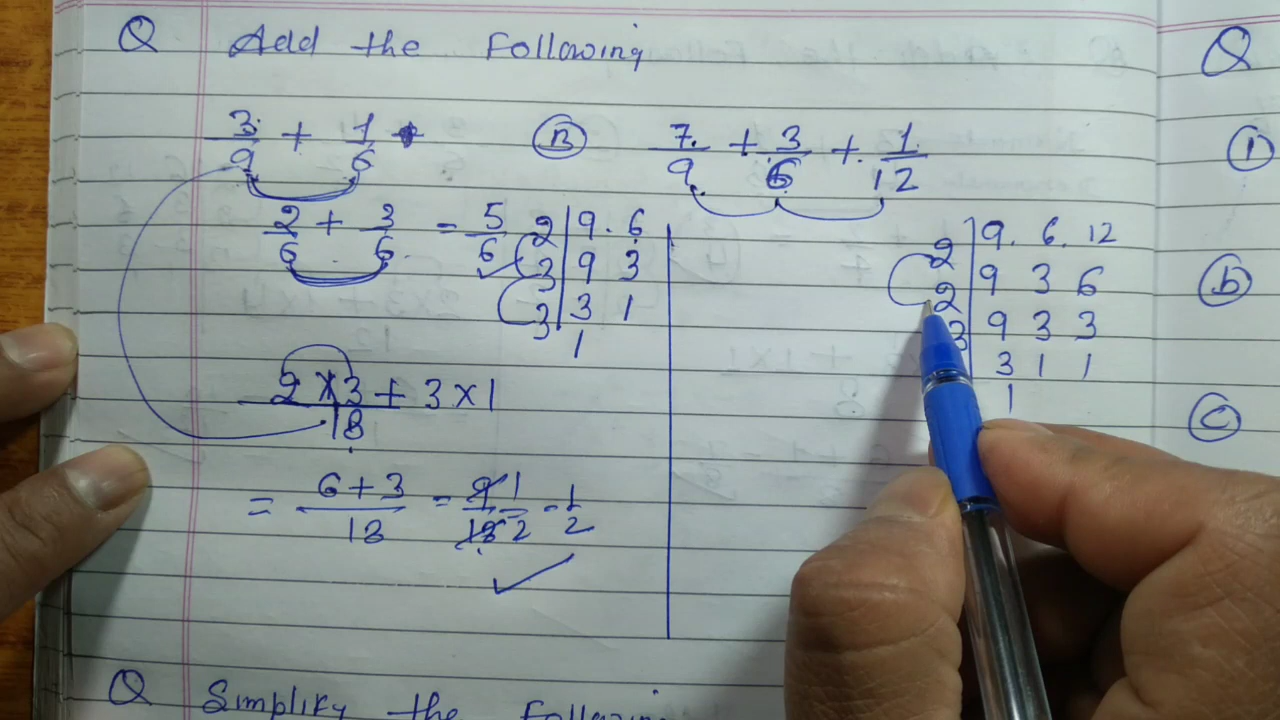 Q Add the Following
3/9 + 1/6
2/6 + 3/6 = 5/6
2 | 9. 6
3 | 9 3
3 | 3 1
1
2 × 3 + 3 × 1
18
= 6 + 3 / 18 = 9 1 / 18 2 = 1/2
B 7/9 + 3/6 + 1/12
2 | 9. 6. 12
2 | 9 3 6
3 | 9 3 3
3 1 1
1
Q Simpliky the Following
Q
1
b
C